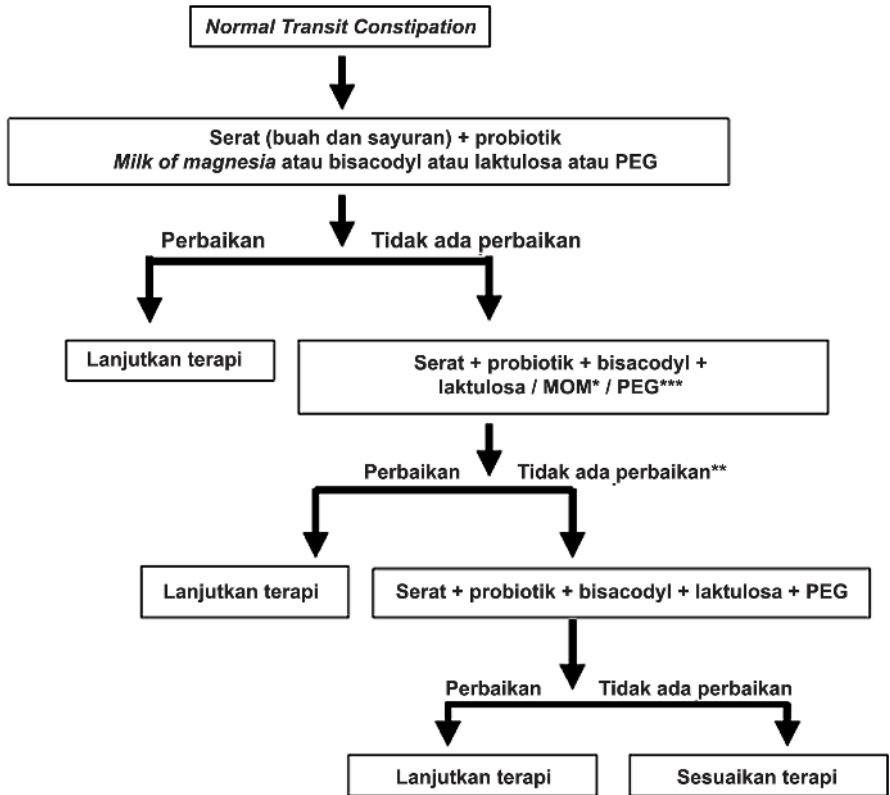 Normal Transit Constipation
Serat (buah dan sayuran) + probiotik
Milk of magnesia atau bisacodyl atau laktulosa atau PEG
Perbaikan
Tidak ada perbaikan
Lanjutkan terapi
Serat + probiotik + bisacodyl +
laktulosa / MOM* / PEG***
Perbaikan
Tidak ada perbaikan**
Lanjutkan terapi
Serat + probiotik + bisacodyl + laktulosa + PEG
Perbaikan
Tidak ada perbaikan
Lanjutkan terapi
Sesuaikan terapi